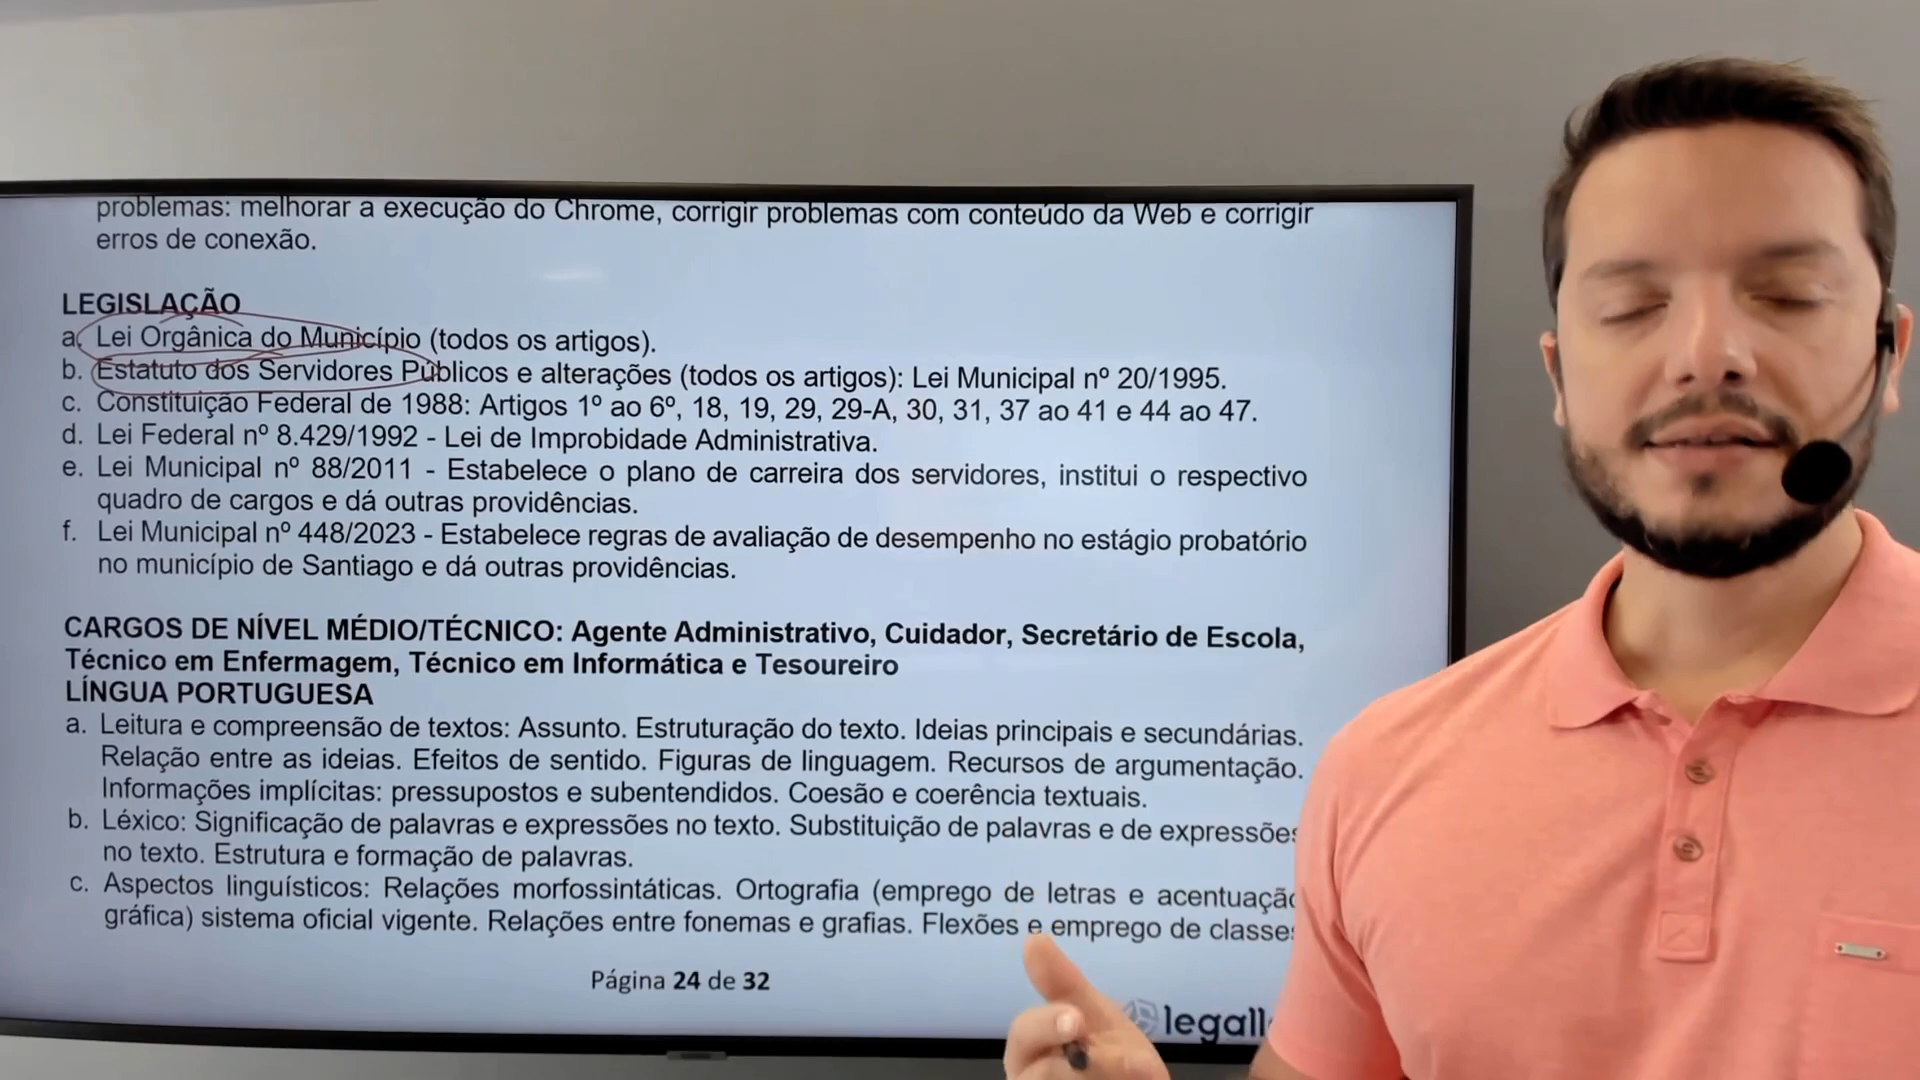 problemas: melhorar a execução do Chrome, corrigir problemas com conteúdo da Web e corrigir
erros de conexão.
LEGISLAÇÃO
a. Lei Orgânica do Município (todos os artigos).
b. Estatuto dos Servidores Públicos e alterações (todos os artigos): Lei Municipal nº 20/1995.
c. Constituição Federal de 1988: Artigos 1º ao 6º, 18, 19, 29, 29-A, 30, 31, 37 ao 41 e 44 ao 47.
d. Lei Federal nº 8.429/1992 - Lei de Improbidade Administrativa.
e. Lei Municipal nº 88/2011 - Estabelece o plano de carreira dos servidores, institui o respectivo
quadro de cargos e dá outras providências.
f. Lei Municipal nº 448/2023 - Estabelece regras de avaliação de desempenho no estágio probatório
no município de Santiago e dá outras providências.
CARGOS DE NÍVEL MÉDIO/TÉCNICO: Agente Administrativo, Cuidador, Secretário de Escola,
Técnico em Enfermagem, Técnico em Informática e Tesoureiro
LÍNGUA PORTUGUESA
a. Leitura e compreensão de textos: Assunto. Estruturação do texto. Ideias principais e secundárias.
Relação entre as ideias. Efeitos de sentido. Figuras de linguagem. Recursos de argumentação.
Informações implícitas: pressupostos e subentendidos. Coesão e coerência textuais.
b. Léxico: Significação de palavras e expressões no texto. Substituição de palavras e de expressões
no texto. Estrutura e formação de palavras.
c. Aspectos linguísticos: Relações morfossintáticas. Ortografia (emprego de letras e acentuação
gráfica) sistema oficial vigente. Relações entre fonemas e grafias. Flexões e emprego de classes
Página 24 de 32
legall